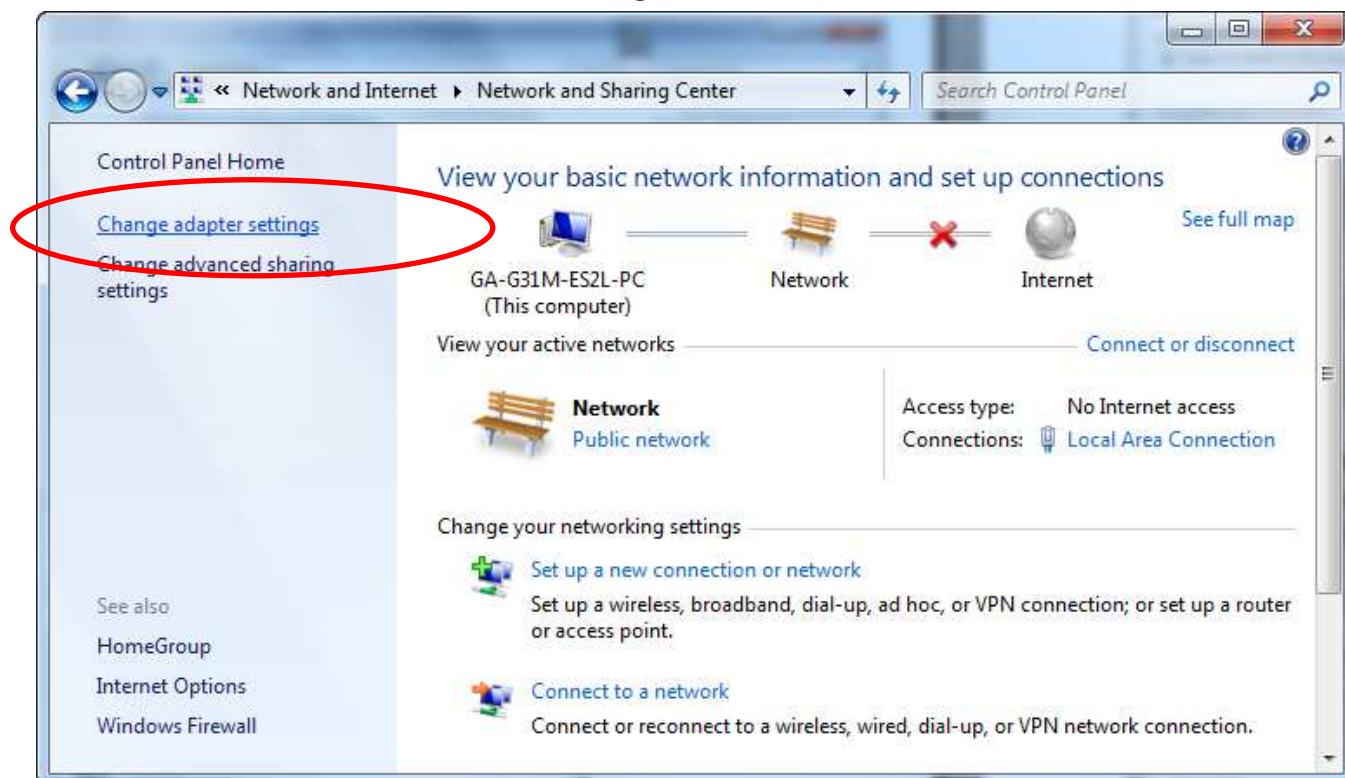 « Network and Internet ▸ Network and Sharing Center
Search Control Panel
Control Panel Home
Change adapter settings
Change advanced sharing
settings
See also
HomeGroup
Internet Options
Windows Firewall
View your basic network information and set up connections
See full map
GA-G31M-ES2L-PC
(This computer)
Network
Internet
View your active networks
Connect or disconnect
Network
Public network
Access type: No Internet access
Connections: Local Area Connection
Change your networking settings
Set up a new connection or network
Set up a wireless, broadband, dial-up, ad hoc, or VPN connection; or set up a router
or access point.
Connect to a network
Connect or reconnect to a wireless, wired, dial-up, or VPN network connection.